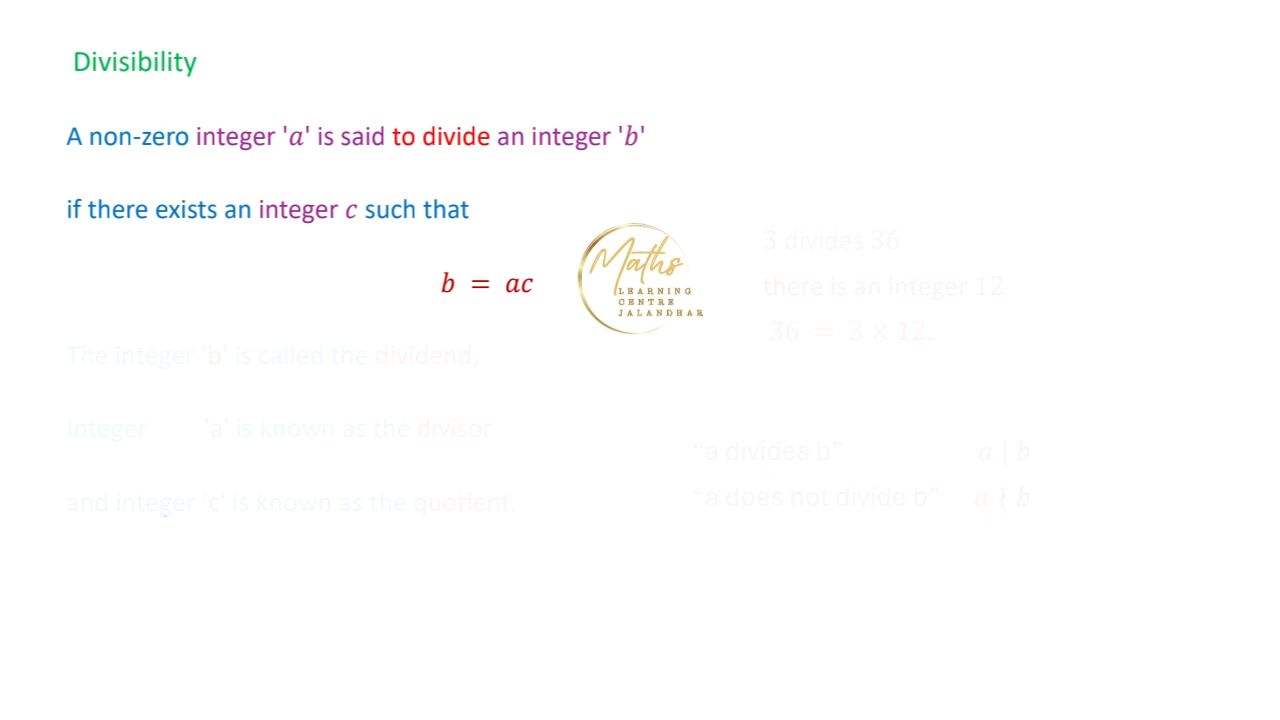 Divisibility
A non-zero integer 'a' is said to divide an integer 'b'
if there exists an integer c such that
b = ac
Maths
LEARNING
CENTRE
JALANDHAR
3 divides 36
there is an integer 12
36 = 3 × 12.
The integer 'b' is called the dividend,
Integer 'a' is known as the divisor
and integer 'c' is known as the quotient.
“a divides b” a | b
“a does not divide b” a ∤ b